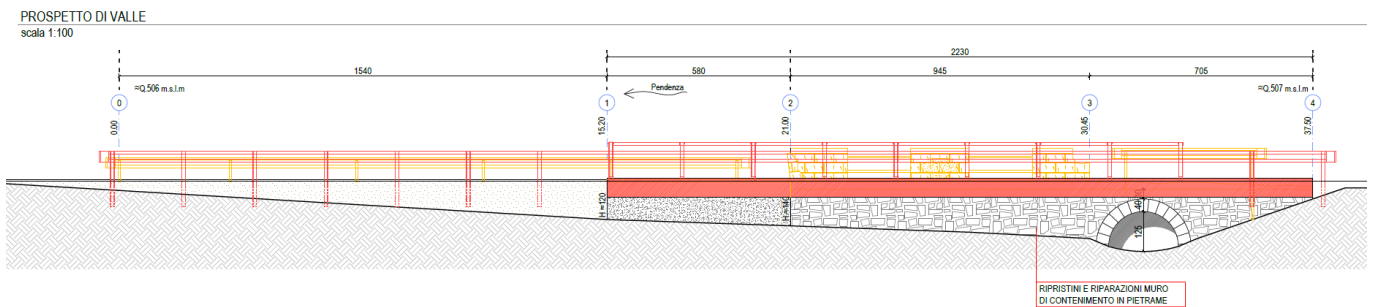 PROSPETTO DI VALLE
scala 1:100
2230
1540
580
945
705
≈Q.506 m.s.l.m
Pendenza
≈Q.507 m.s.l.m
0
1
2
3
4
0.00
15.20
21.00
30.45
37.50
H =120
125
RIPRISTINI E RIPARAZIONI MURO
DI CONTENIMENTO IN PIETRAME